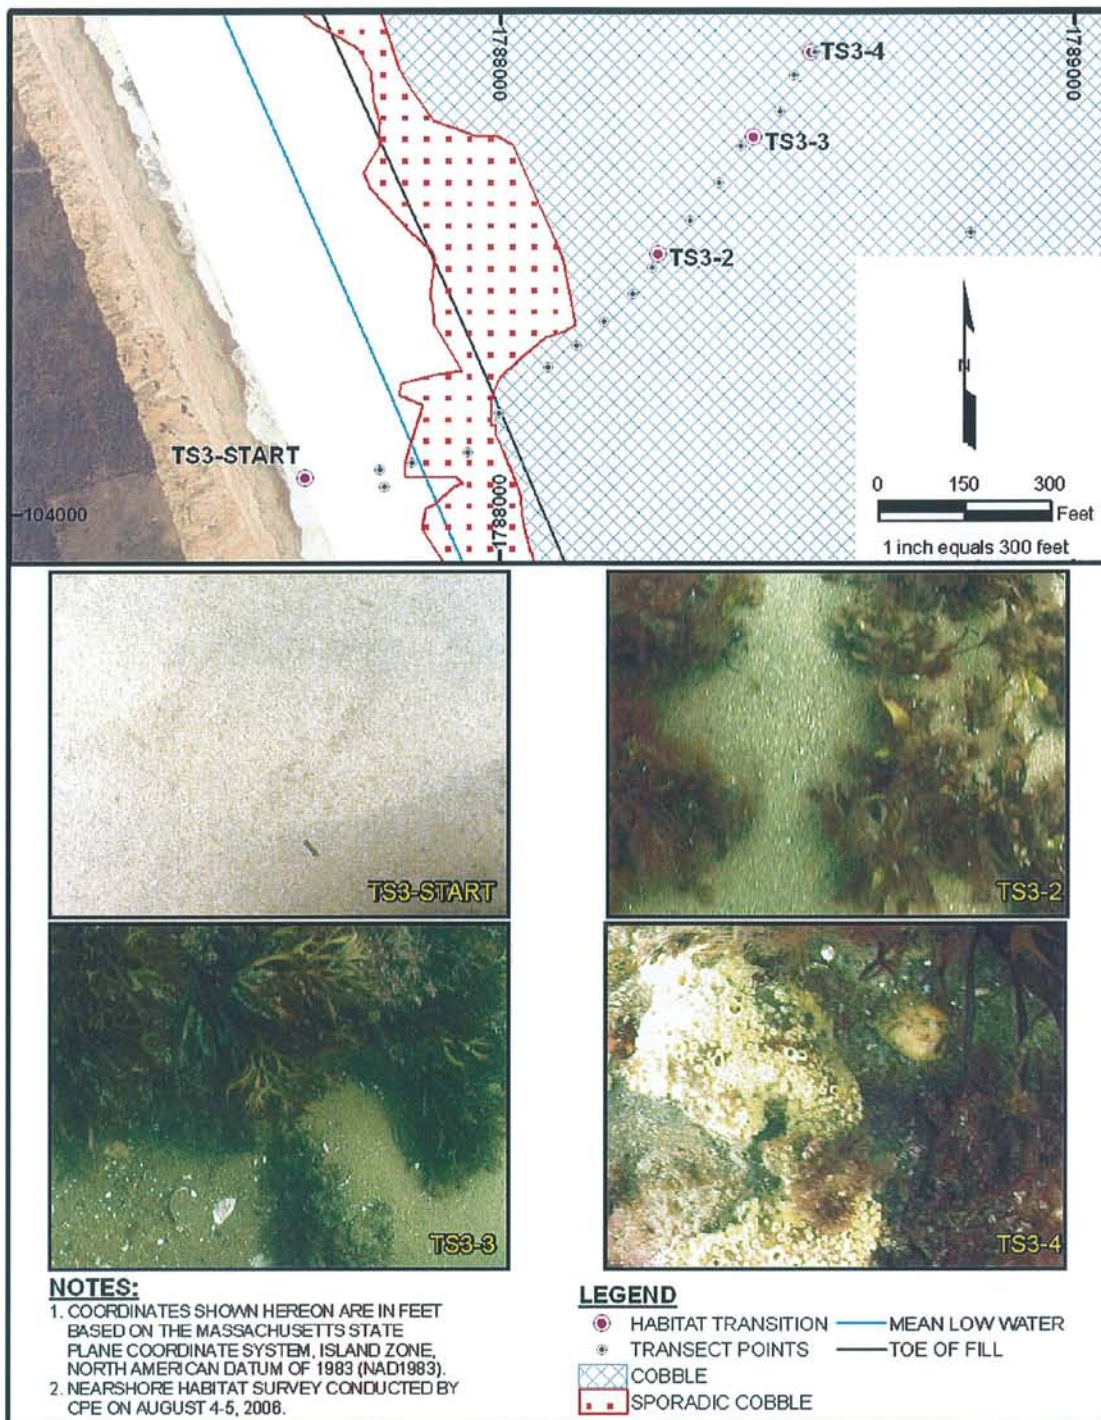 1788000
1789000
TS3-4
TS3-3
TS3-2
TS3-START
104000
1788000
N
0 150 300
Feet
1 inch equals 300 feet
TS3-START
TS3-2
TS3-3
TS3-4
NOTES:
1. COORDINATES SHOWN HEREON ARE IN FEET
BASED ON THE MASSACHUSETTS STATE
PLANE COORDINATE SYSTEM, ISLAND ZONE,
NORTH AMERICAN DATUM OF 1983 (NAD1983).
2. NEARSHORE HABITAT SURVEY CONDUCTED BY
CPE ON AUGUST 4-5, 2006.
LEGEND
HABITAT TRANSITION
MEAN LOW WATER
TRANSECT POINTS
TOE OF FILL
COBBLE
SPORADIC COBBLE